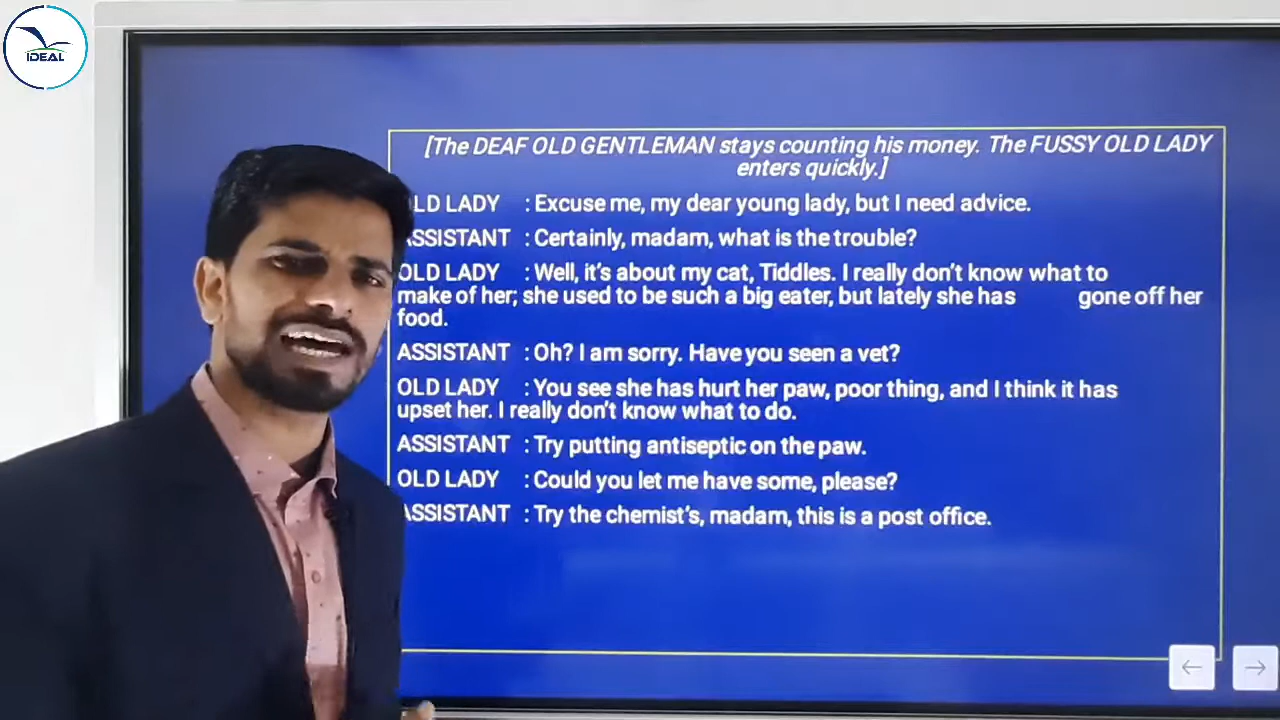 iDEAL
[The DEAF OLD GENTLEMAN stays counting his money. The FUSSY OLD LADY
enters quickly.]
OLD LADY : Excuse me, my dear young lady, but I need advice.
ASSISTANT : Certainly, madam, what is the trouble?
OLD LADY : Well, it's about my cat, Tiddles. I really don't know what to
make of her; she used to be such a big eater, but lately she has gone off her
food.
ASSISTANT : Oh? I am sorry. Have you seen a vet?
OLD LADY : You see she has hurt her paw, poor thing, and I think it has
upset her. I really don't know what to do.
ASSISTANT : Try putting antiseptic on the paw.
OLD LADY : Could you let me have some, please?
ASSISTANT : Try the chemist's, madam, this is a post office.